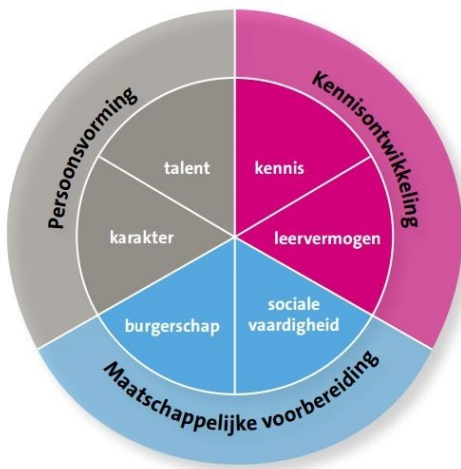 Persoonsvorming
Kennisontwikkeling
talent
kennis
karakter
leervermogen
burgerschap
sociale
vaardigheid
Maatschappelijke voorbereiding